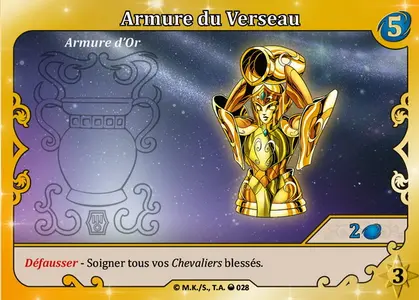 Armure du Verseau
5
Armure d'Or
2
Défausser - Soigner tous vos Chevaliers blessés.
3
© M.K./S., T.A. 028